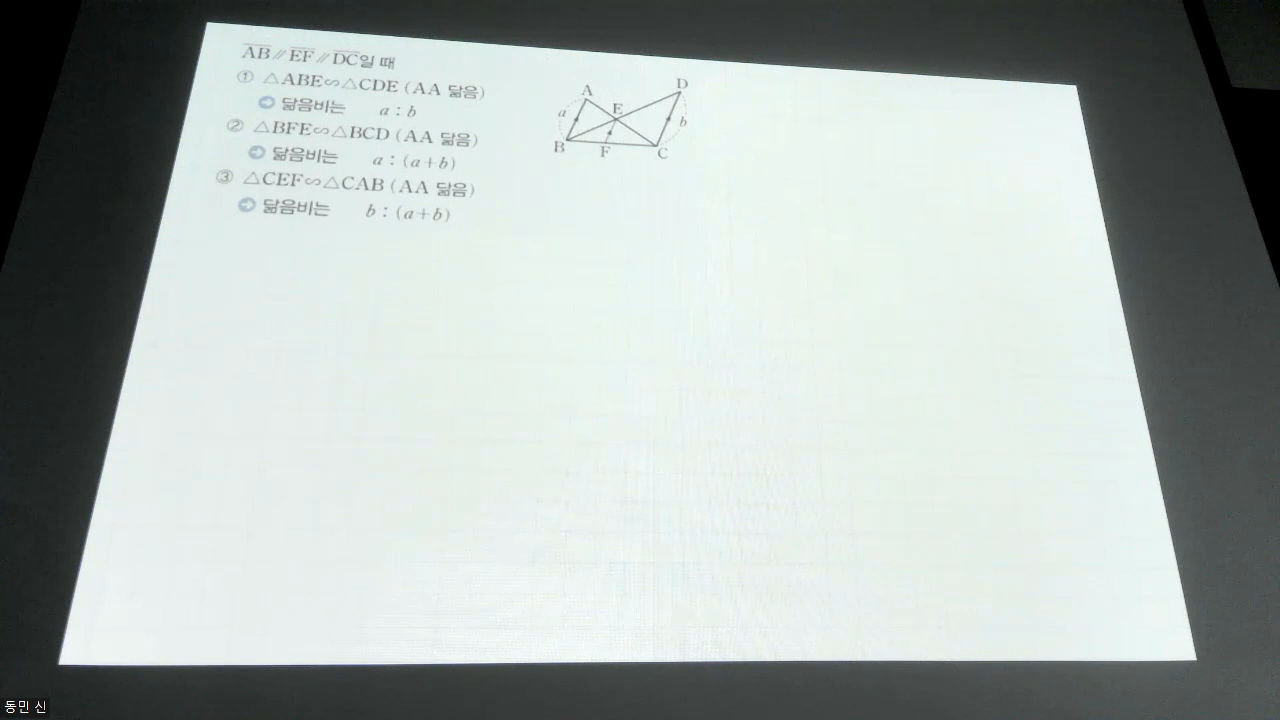 AB∥EF∥DC일 때
① △ABE∽△CDE (AA 닮음)
닮음비는 a : b
② △BFE∽△BCD (AA 닮음)
닮음비는 a : (a+b)
③ △CEF∽△CAB (AA 닮음)
닮음비는 b : (a+b)
D
A
E
a
b
B
F
C
동민 신